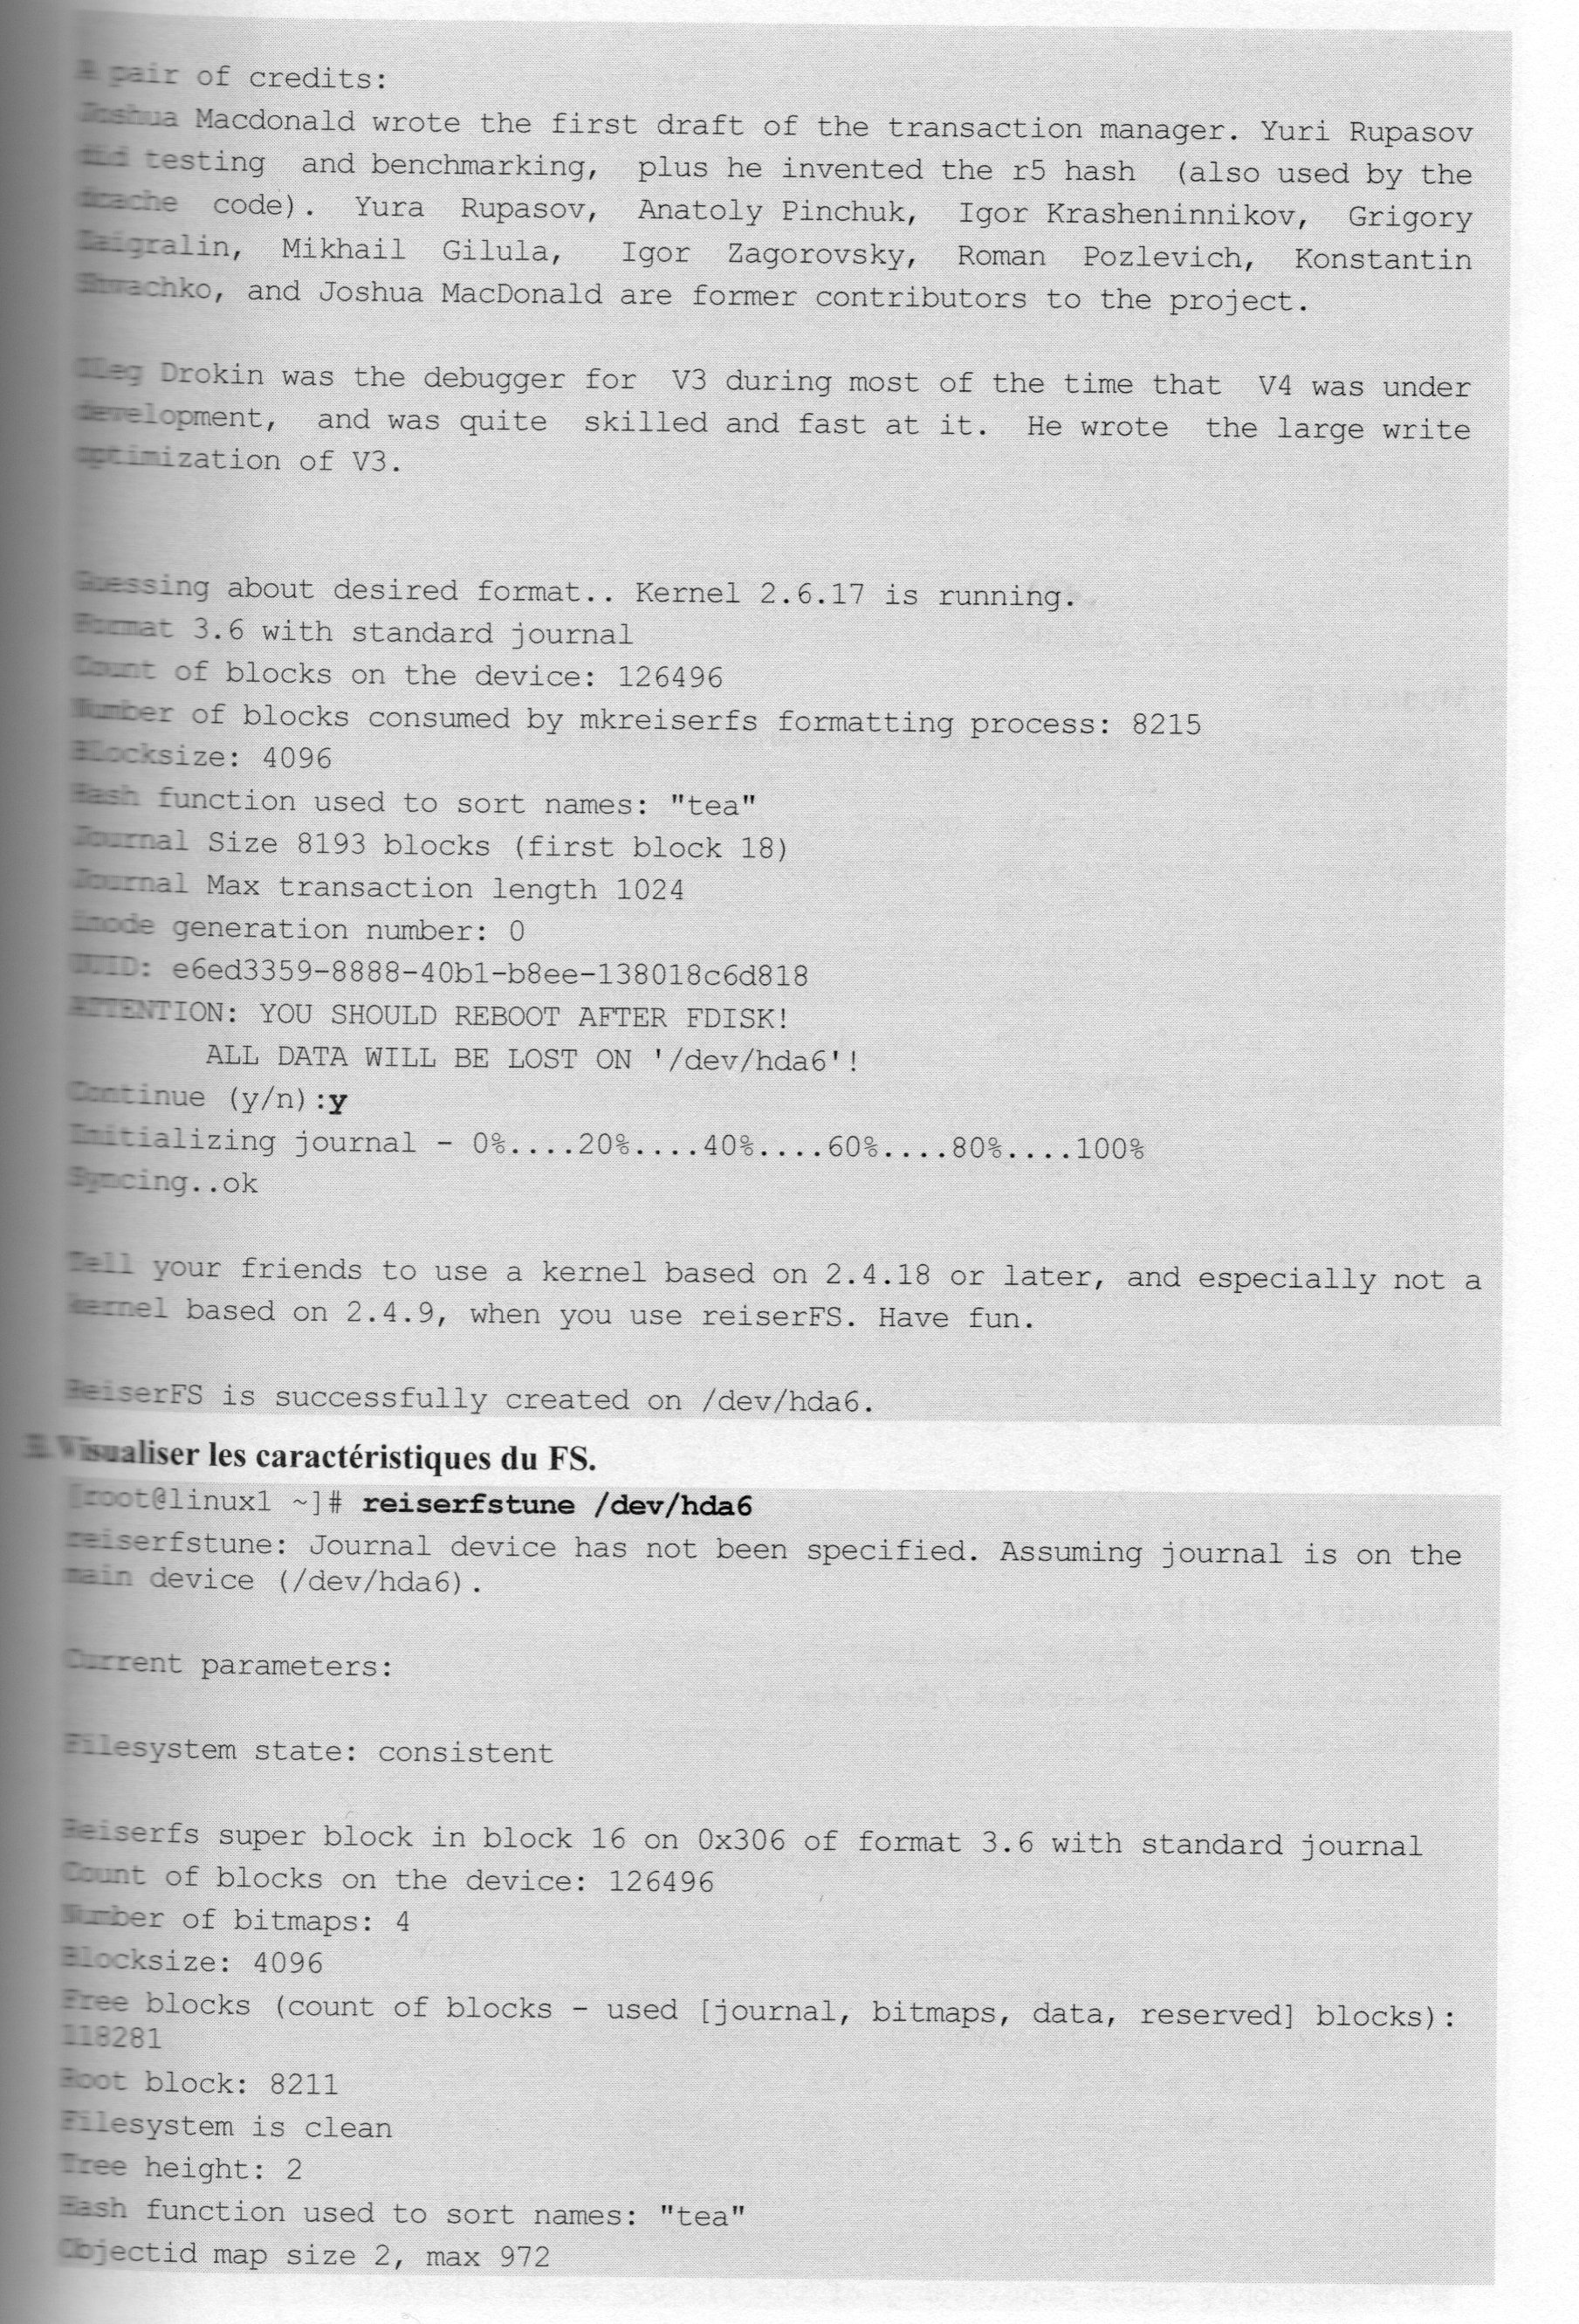 A pair of credits:
Joshua Macdonald wrote the first draft of the transaction manager. Yuri Rupasov
did testing and benchmarking, plus he invented the r5 hash (also used by the
dcache code). Yura Rupasov, Anatoly Pinchuk, Igor Krasheninnikov, Grigory
Zaigralin, Mikhail Gilula, Igor Zagorovsky, Roman Pozlevich, Konstantin
Shvachko, and Joshua MacDonald are former contributors to the project.
Oleg Drokin was the debugger for V3 during most of the time that V4 was under
development, and was quite skilled and fast at it. He wrote the large write
optimization of V3.
Guessing about desired format.. Kernel 2.6.17 is running.
Format 3.6 with standard journal
Count of blocks on the device: 126496
Number of blocks consumed by mkreiserfs formatting process: 8215
Blocksize: 4096
Hash function used to sort names: "tea"
Journal Size 8193 blocks (first block 18)
Journal Max transaction length 1024
inode generation number: 0
UUID: e6ed3359-8888-40b1-b8ee-138018c6d818
ATTENTION: YOU SHOULD REBOOT AFTER FDISK!
ALL DATA WILL BE LOST ON '/dev/hda6'!
Continue (y/n):y
Initializing journal - 0%....20%....40%....60%....80%....100%
Syncing..ok
Tell your friends to use a kernel based on 2.4.18 or later, and especially not a
kernel based on 2.4.9, when you use reiserFS. Have fun.
ReiserFS is successfully created on /dev/hda6.
Visualiser les caractéristiques du FS.
[root@linux1 ~]# reiserfstune /dev/hda6
reiserfstune: Journal device has not been specified. Assuming journal is on the
main device (/dev/hda6).
Current parameters:
Filesystem state: consistent
Reiserfs super block in block 16 on 0x306 of format 3.6 with standard journal
Count of blocks on the device: 126496
Number of bitmaps: 4
Blocksize: 4096
Free blocks (count of blocks - used [journal, bitmaps, data, reserved] blocks):
118281
Root block: 8211
Filesystem is clean
Tree height: 2
Hash function used to sort names: "tea"
Objectid map size 2, max 972